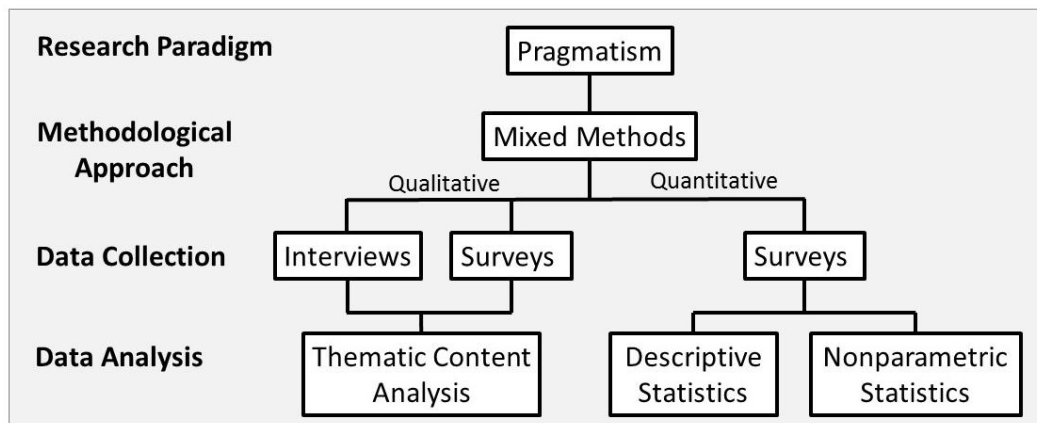 Research Paradigm
Pragmatism
Methodological
Approach
Mixed Methods
Qualitative
Quantitative
Data Collection
Interviews
Surveys
Surveys
Data Analysis
Thematic Content
Analysis
Descriptive
Statistics
Nonparametric
Statistics